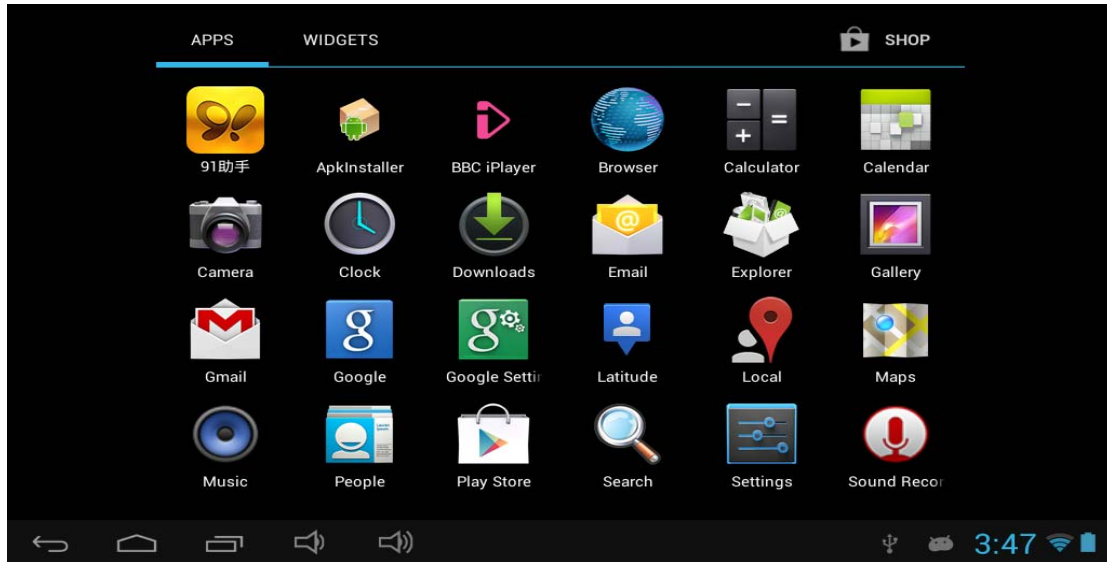 APPS WIDGETS SHOP
91助手 ApkInstaller BBC iPlayer Browser Calculator Calendar
Camera Clock Downloads Email Explorer Gallery
Gmail Google Google Settin Latitude Local Maps
Music People Play Store Search Settings Sound Recor
3:47